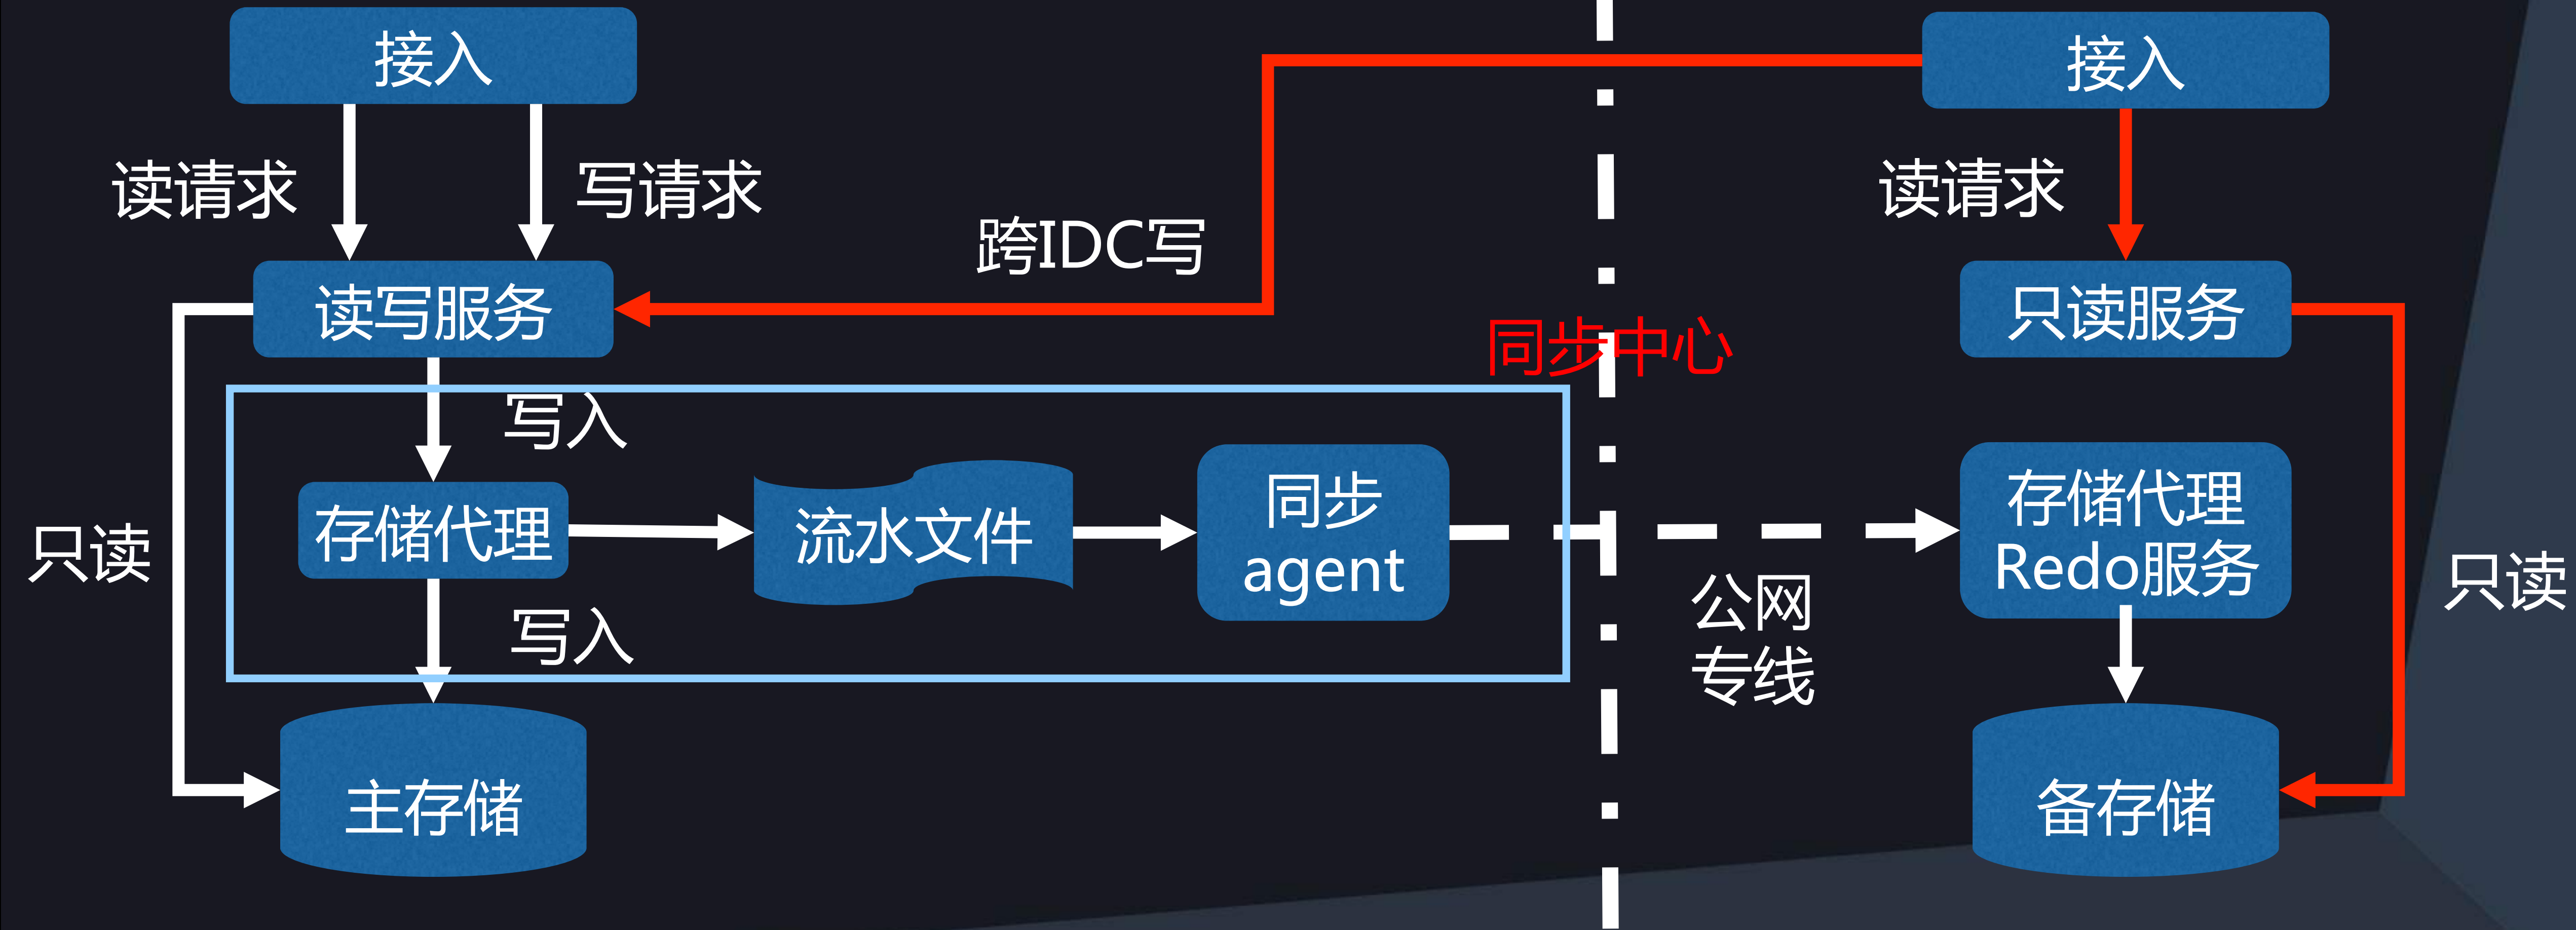 接入
接入
读请求
写请求
读请求
跨IDC写
读写服务
只读服务
同步中心
写入
存储代理
流水文件
同步
agent
存储代理
Redo服务
只读
只读
公网
专线
写入
主存储
备存储